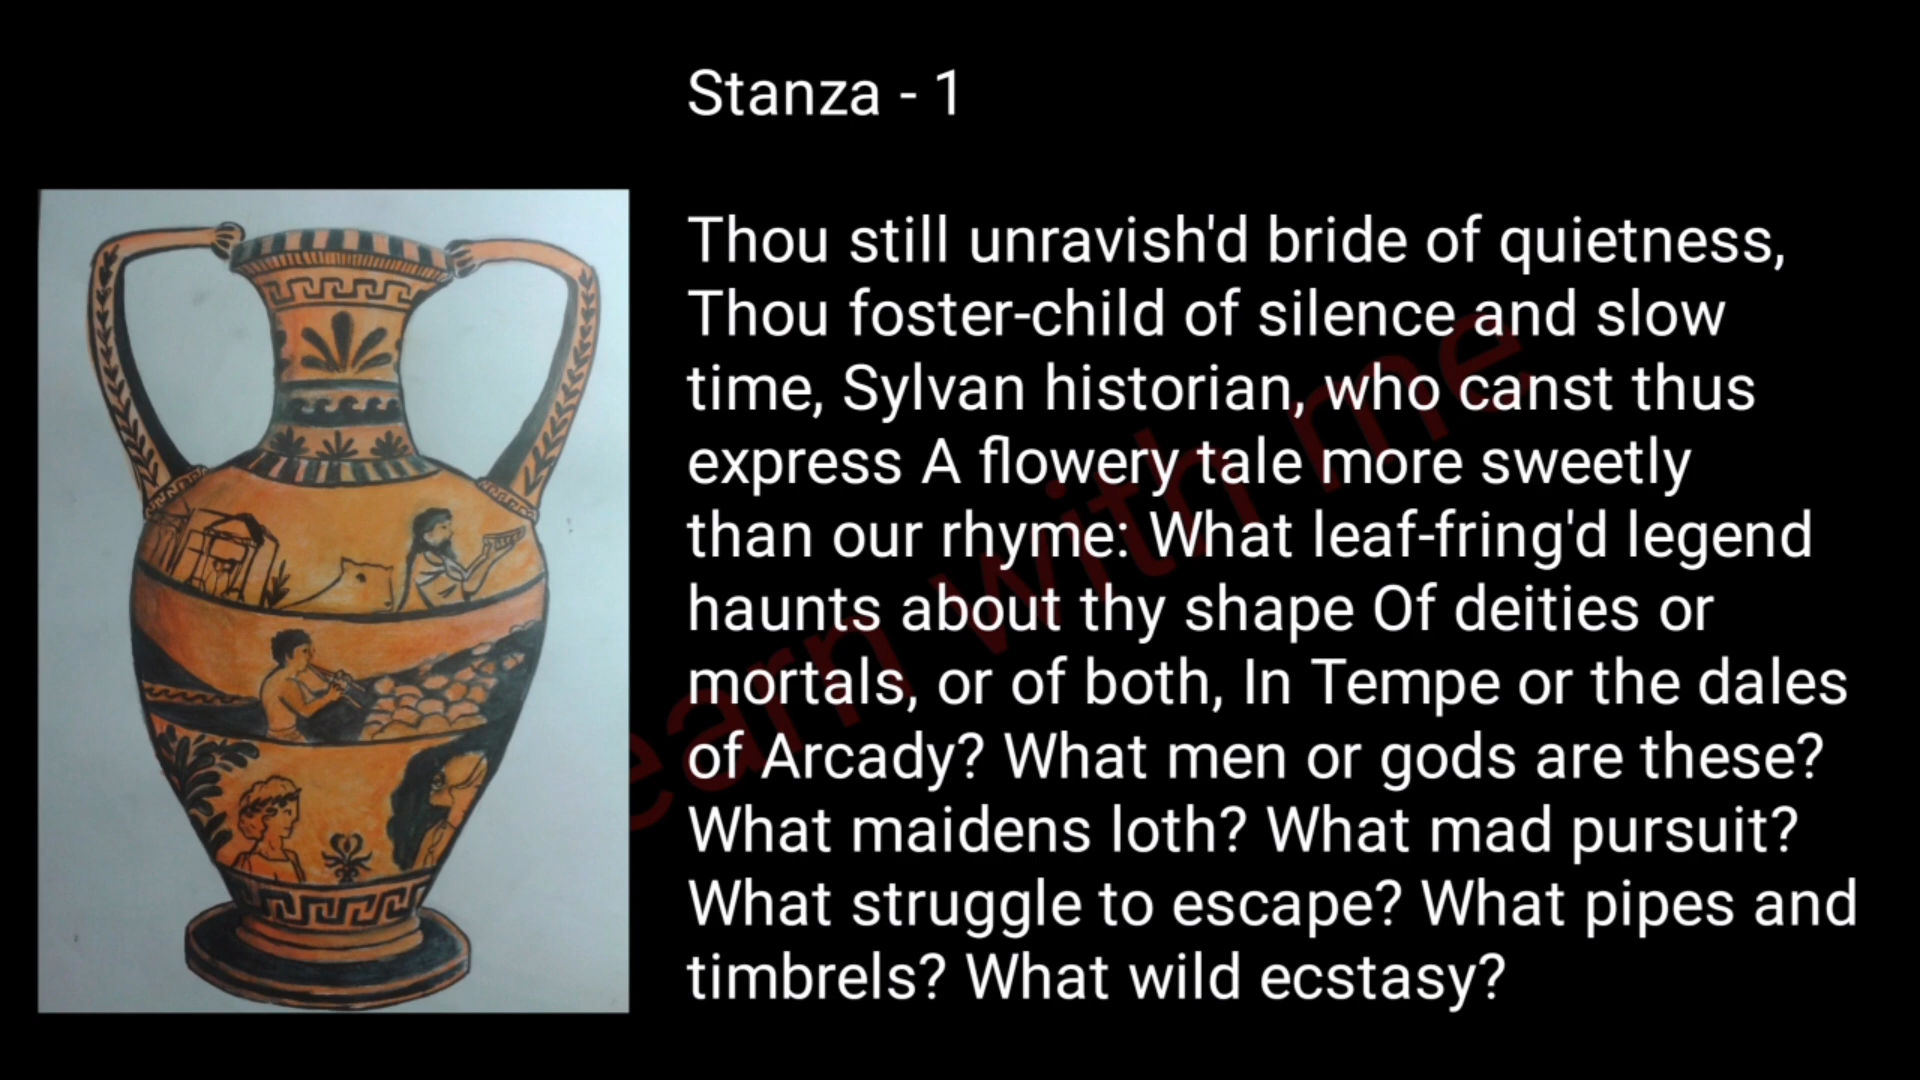 Stanza - 1
Thou still unravish'd bride of quietness,
Thou foster-child of silence and slow
time, Sylvan historian, who canst thus
express A flowery tale more sweetly
than our rhyme: What leaf-fring'd legend
haunts about thy shape Of deities or
mortals, or of both, In Tempe or the dales
of Arcady? What men or gods are these?
What maidens loth? What mad pursuit?
What struggle to escape? What pipes and
timbrels? What wild ecstasy?
earn with me